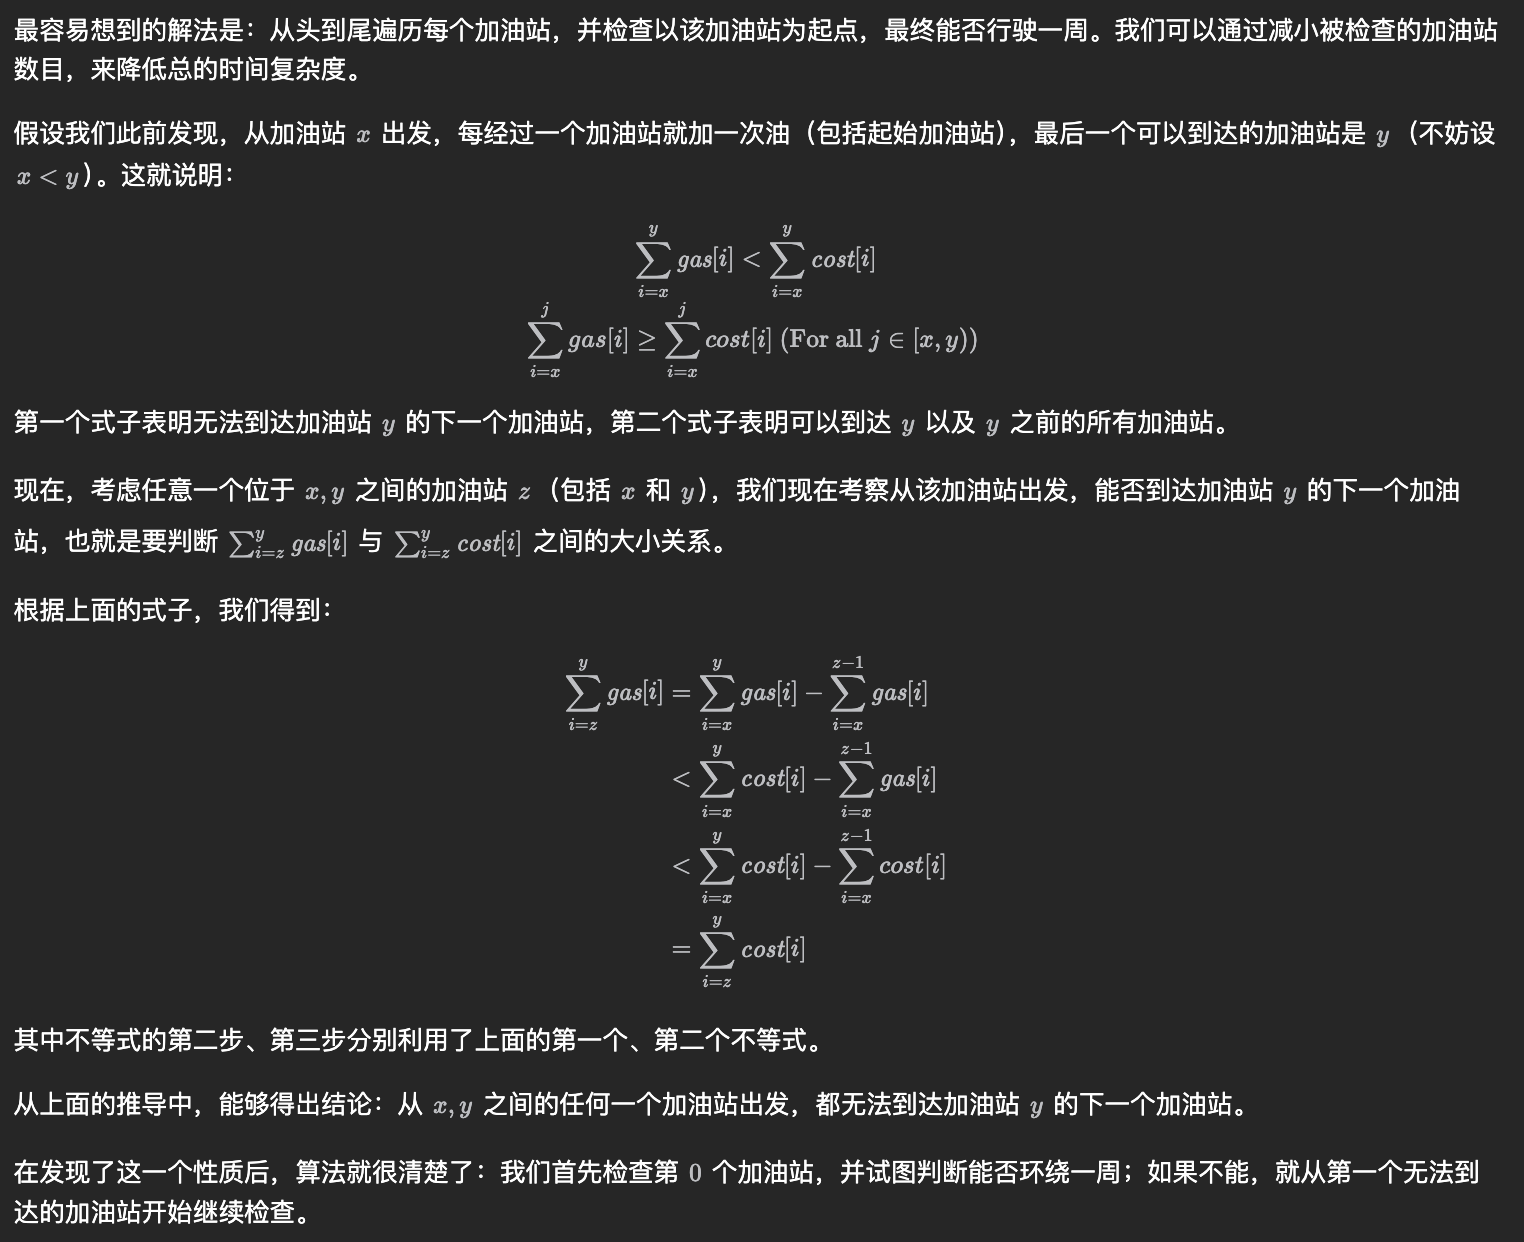 最容易想到的解法是：从头到尾遍历每个加油站，并检查以该加油站为起点，最终能否行驶一周。我们可以通过减小被检查的加油站
数目，来降低总的时间复杂度。
假设我们此前发现，从加油站 x 出发，每经过一个加油站就加一次油（包括起始加油站），最后一个可以到达的加油站是 y （不妨设
x < y）。这就说明：
\sum_{i=x}^{y} gas[i] < \sum_{i=x}^{y} cost[i]
\sum_{i=x}^{j} gas[i] ≥ \sum_{i=x}^{j} cost[i] (For all j ∈ [x, y))
第一个式子表明无法到达加油站 y 的下一个加油站，第二个式子表明可以到达 y 以及 y 之前的所有加油站。
现在，考虑任意一个位于 x, y 之间的加油站 z （包括 x 和 y），我们现在考察从该加油站出发，能否到达加油站 y 的下一个加油
站，也就是要判断 \sum_{i=z}^{y} gas[i] 与 \sum_{i=z}^{y} cost[i] 之间的大小关系。
根据上面的式子，我们得到：
\sum_{i=z}^{y} gas[i] = \sum_{i=x}^{y} gas[i] − \sum_{i=x}^{z−1} gas[i]
< \sum_{i=x}^{y} cost[i] − \sum_{i=x}^{z−1} gas[i]
< \sum_{i=x}^{y} cost[i] − \sum_{i=x}^{z−1} cost[i]
= \sum_{i=z}^{y} cost[i]
其中不等式的第二步、第三步分别利用了上面的第一个、第二个不等式。
从上面的推导中，能够得出结论：从 x, y 之间的任何一个加油站出发，都无法到达加油站 y 的下一个加油站。
在发现了这一个性质后，算法就很清楚了：我们首先检查第 0 个加油站，并试图判断能否环绕一周；如果不能，就从第一个无法到
达的加油站开始继续检查。